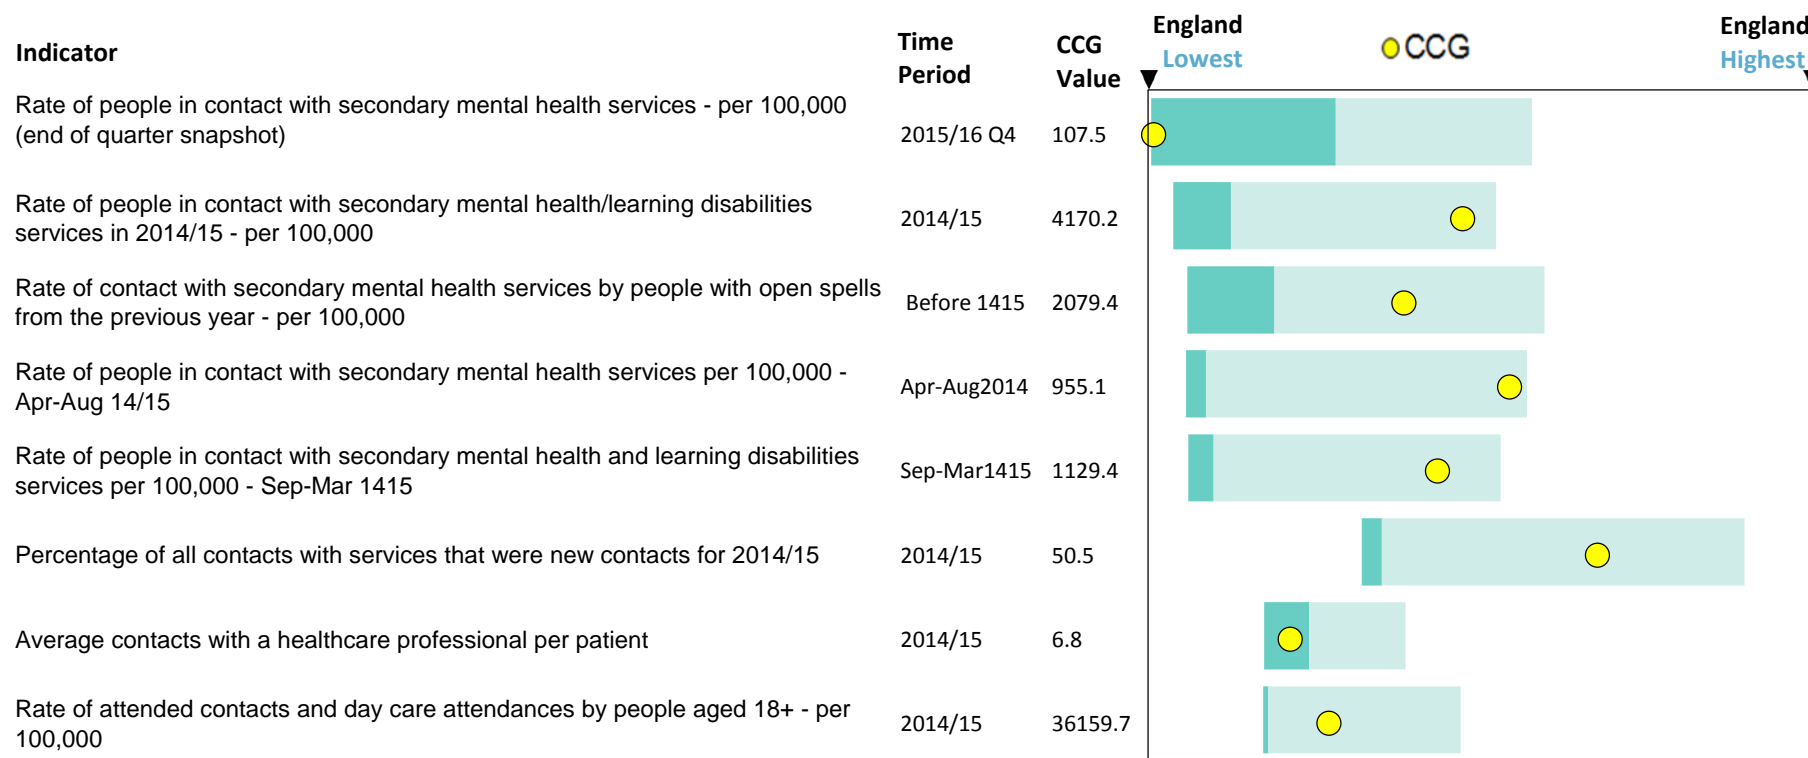 Indicator
Time
Period
CCG
Value
England
Lowest
CCG
England
Highest
Rate of people in contact with secondary mental health services - per 100,000
(end of quarter snapshot)
2015/16 Q4
107.5
Rate of people in contact with secondary mental health/learning disabilities
services in 2014/15 - per 100,000
2014/15
4170.2
Rate of contact with secondary mental health services by people with open spells
from the previous year - per 100,000
Before 1415
2079.4
Rate of people in contact with secondary mental health services per 100,000 -
Apr-Aug 14/15
Apr-Aug2014
955.1
Rate of people in contact with secondary mental health and learning disabilities
services per 100,000 - Sep-Mar 1415
Sep-Mar1415
1129.4
Percentage of all contacts with services that were new contacts for 2014/15
2014/15
50.5
Average contacts with a healthcare professional per patient
2014/15
6.8
Rate of attended contacts and day care attendances by people aged 18+ - per
100,000
2014/15
36159.7